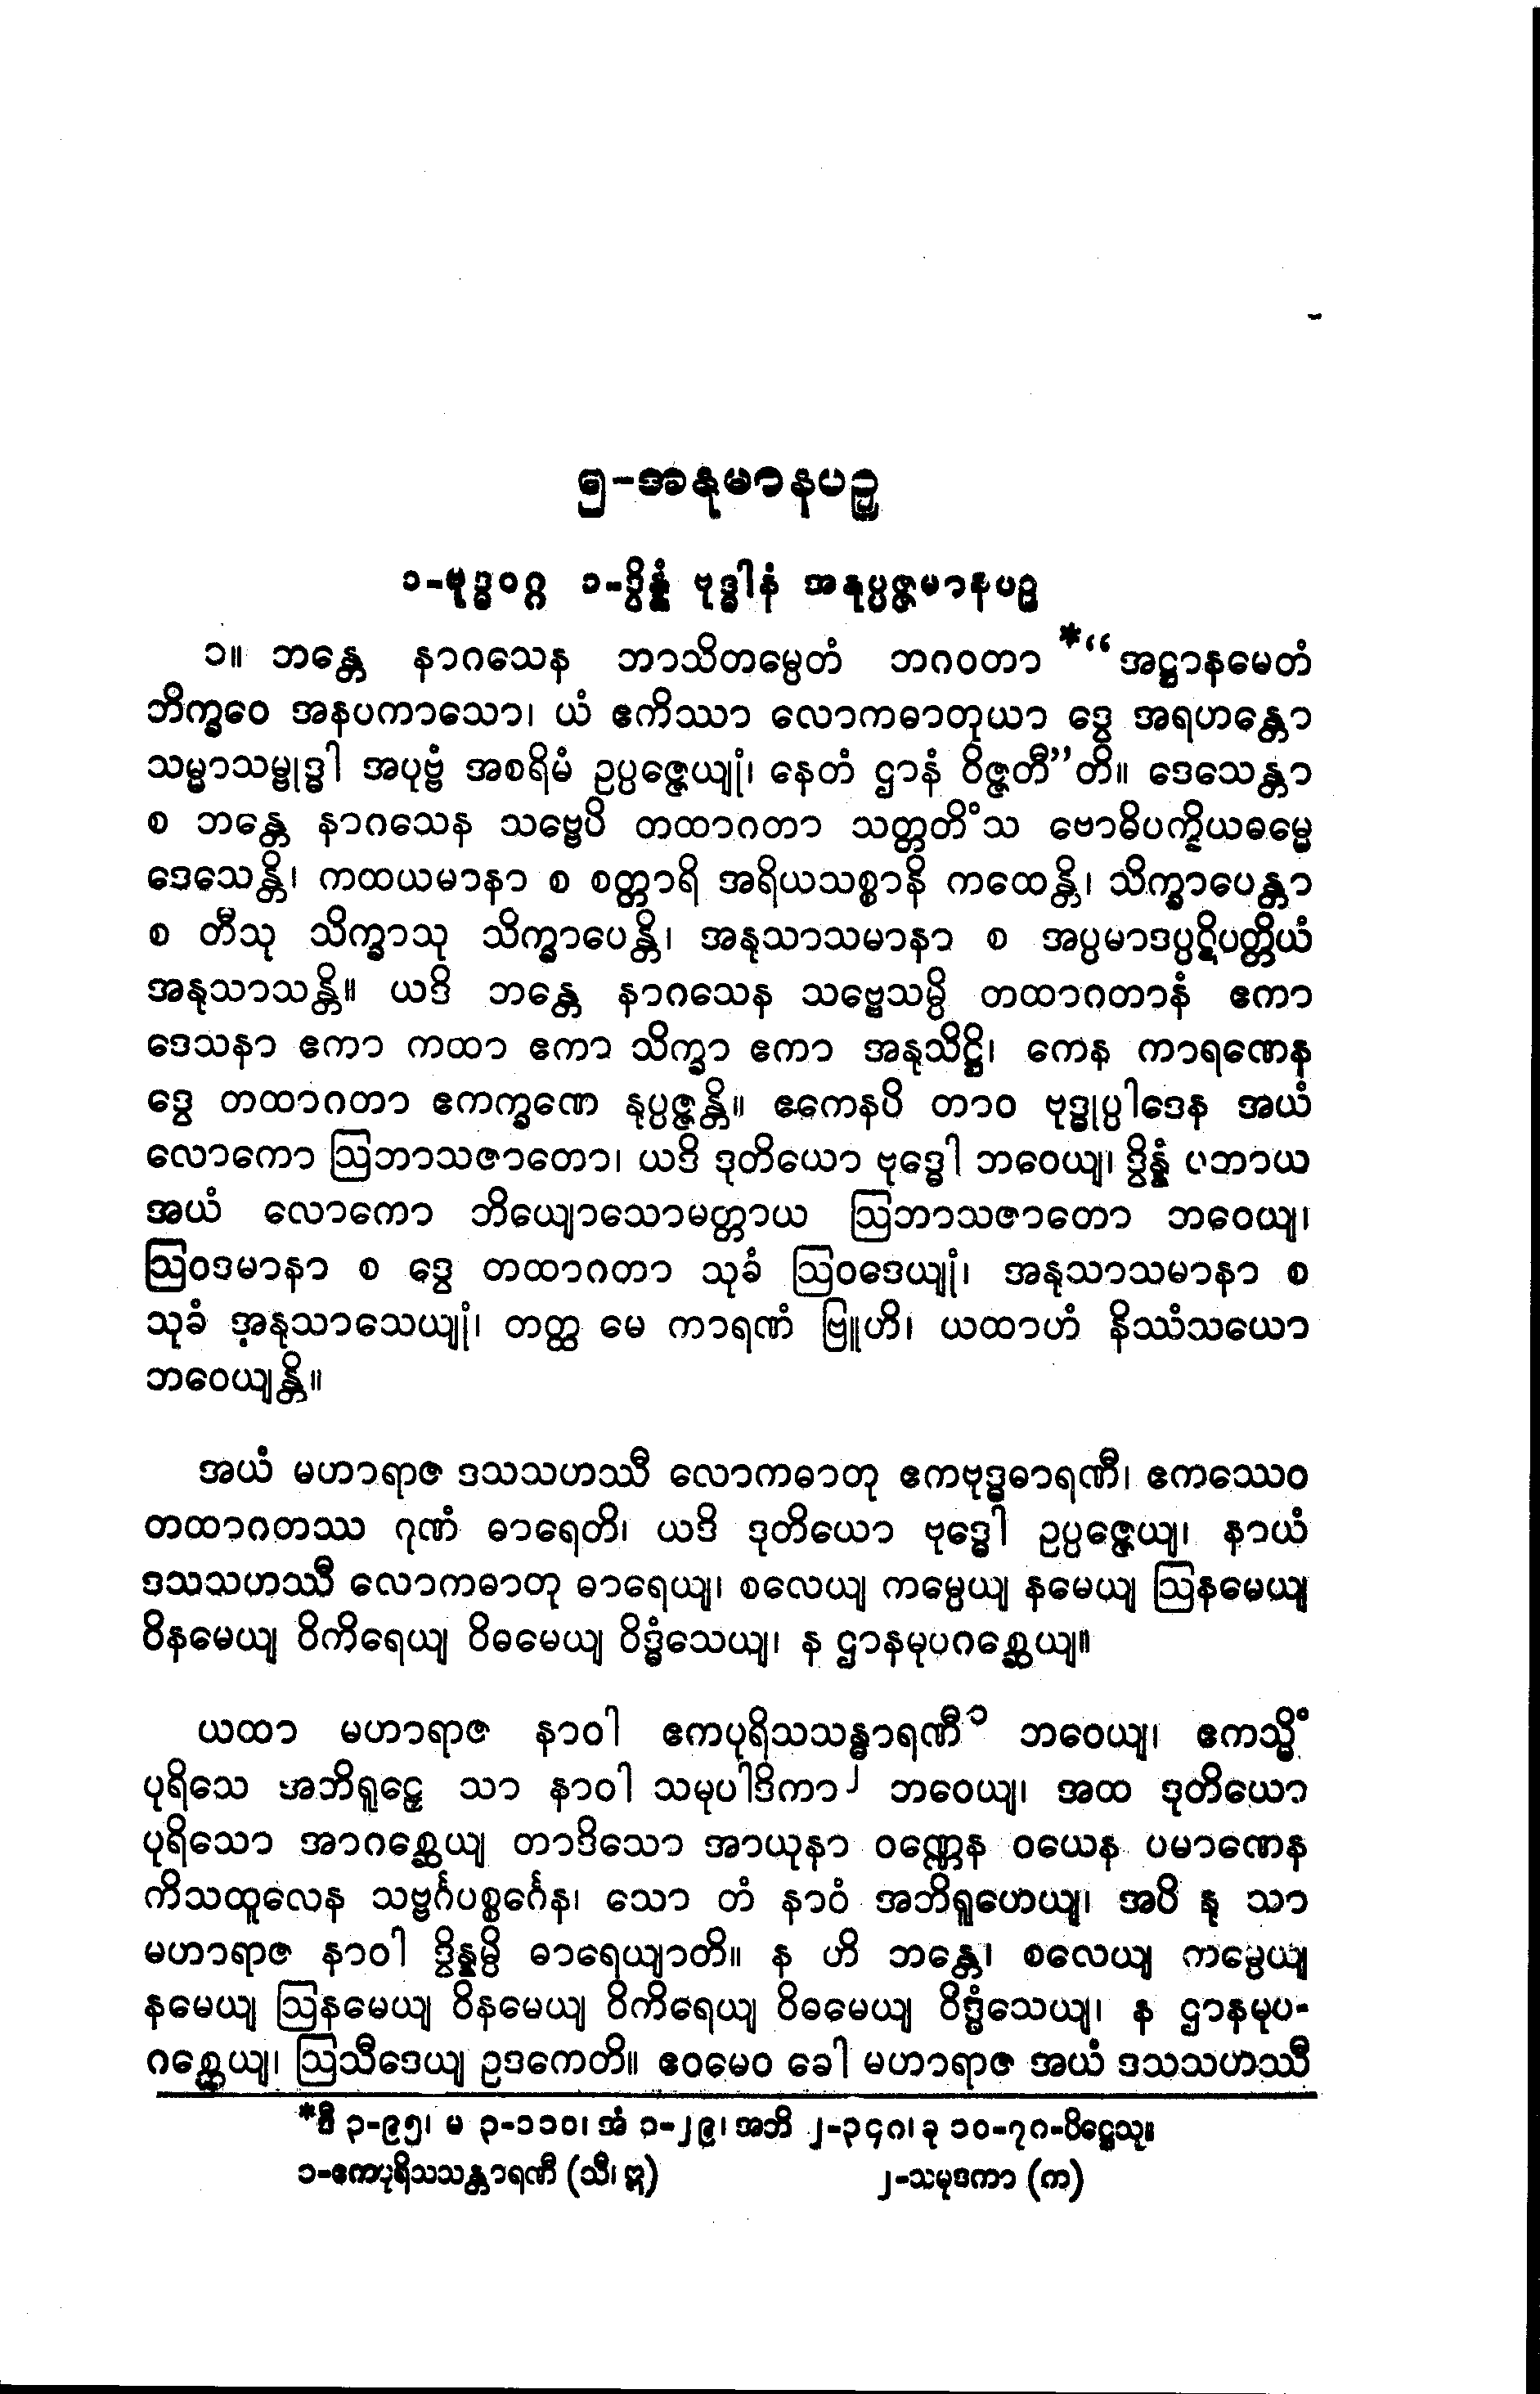 ၅-အနုမာနပဉှ
၁-ဗုဒ္ဓဝဂ္ဂ ၁-ဒွိန္နံ ဗုဒ္ဓါနံ အနုပ္ပဇ္ဇမာနပဉှ
၁။ ဘန္တေ နာဂသေန ဘာသိတမ္ပေတံ ဘဂဝတာ *“အဋ္ဌာနမေတံ
ဘိက္ခဝေ အနပကာသော၊ ယံ ဧကိဿာ လောကဓာတုယာ ဒွေ အရဟန္တော
သမ္မာသမ္ဗုဒ္ဓါ အပုဗ္ဗံ အစရိမံ ဥပ္ပဇ္ဇေယျုံ၊ နေတံ ဌာနံ ဝိဇ္ဇတီ”တိ။ ဒေသေန္တာ
စ ဘန္တေ နာဂသေန သဗ္ဗေပိ တထာဂတာ သတ္တတိံသ ဗောဓိပက္ခိယဓမ္မေ
ဒေသေန္တိ၊ ကထယမာနာ စ စတ္တာရိ အရိယသစ္စာနိ ကထေန္တိ၊ သိက္ခာပေန္တာ
စ တီသု သိက္ခာသု သိက္ခာပေန္တိ၊ အနုသာသမာနာ စ အပ္ပမာဒပ္ပဋိပတ္တိယံ
အနုသာသန္တိ။ ယဒိ ဘန္တေ နာဂသေန သဗ္ဗေသမ္ပိ တထာဂတာနံ ဧကာ
ဒေသနာ ဧကာ ကထာ ဧကာ သိက္ခာ ဧကာ အနုသိဋ္ဌိ၊ ကေန ကာရဏေန
ဒွေ တထာဂတာ ဧကက္ခဏေ နုပ္ပဇ္ဇန္တိ။ ဧကေနပိ တာဝ ဗုဒ္ဓုပ္ပါဒေန အယံ
လောကော ဩဘာသဇာတော၊ ယဒိ ဒုတိယော ဗုဒ္ဓေါ ဘဝေယျ၊ ဒွိန္နံ ပဘာယ
အယံ လောကော ဘိယျောသောမတ္တာယ ဩဘာသဇာတော ဘဝေယျ၊
ဩဝဒမာနာ စ ဒွေ တထာဂတာ သုခံ ဩဝဒေယျုံ၊ အနုသာသမာနာ စ
သုခံ အနုသာသေယျုံ၊ တတ္ထ မေ ကာရဏံ ဗြူဟိ၊ ယထာဟံ နိဿံသယော
ဘဝေယျန္တိ။
အယံ မဟာရာဇ ဒသသဟဿီ လောကဓာတု ဧကဗုဒ္ဓဓာရဏီ၊ ဧကဿေဝ
တထာဂတဿ ဂုဏံ ဓာရေတိ၊ ယဒိ ဒုတိယော ဗုဒ္ဓေါ ဥပ္ပဇ္ဇေယျ၊ နာယံ
ဒသသဟဿီ လောကဓာတု ဓာရေယျ၊ စလေယျ ကမ္ပေယျ နမေယျ ဩနမေယျ
ဝိနမေယျ ဝိကိရေယျ ဝိဓမေယျ ဝိဒ္ဓံသေယျ၊ န ဌာနမုပဂစ္ဆေယျ။
ယထာ မဟာရာဇ နာဝါ ဧကပုရိသသန္ဓာရဏီ၁ ဘဝေယျ၊ ဧကသ္မိံ
ပုရိသေ အဘိရူဠှေ သာ နာဝါ သမုပါဒိကာ၂ ဘဝေယျ၊ အထ ဒုတိယော
ပုရိသော အာဂစ္ဆေယျ တာဒိသော အာယုနာ ဝဏ္ဏေန ဝယေန ပမာဏေန
ကိသထူလေန သဗ္ဗင်္ဂပစ္စင်္ဂေန၊ သော တံ နာဝံ အဘိရူဟေယျ၊ အပိ နု သာ
မဟာရာဇ နာဝါ ဒွိန္နမ္ပိ ဓာရေယျာတိ။ န ဟိ ဘန္တေ၊ စလေယျ ကမ္ပေယျ
နမေယျ ဩနမေယျ ဝိနမေယျ ဝိကိရေယျ ဝိဓမေယျ ဝိဒ္ဓံသေယျ၊ န ဌာနမုပ-
ဂစ္ဆေယျ၊ ဩသီဒေယျ ဥဒကေတိ။ ဧဝမေဝ ခေါ မဟာရာဇ အယံ ဒသသဟဿီ
*ဒီ ၃-၉၅၊ မ ၃-၁၁၀၊ အံ ၁-၂၉၊ အဘိ ၂-၃၄၈၊ ခု ၁၀-၇၈-ပိဋ္ဌေသု။
၁-ဧကပုရိသသန္တာရဏီ (သီ၊ ဣ) ၂-သမုဒကာ (က)